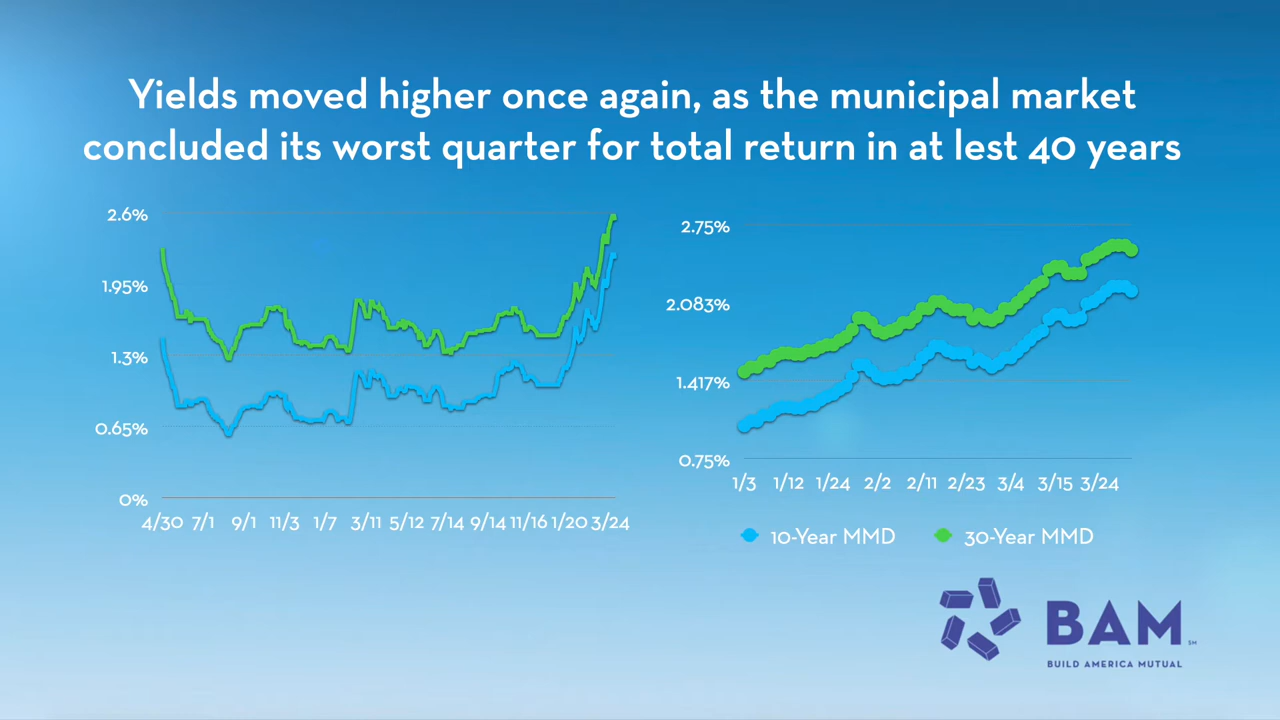 Yields moved higher once again, as the municipal market
concluded its worst quarter for total return in at lest 40 years
2.6%
1.95%
1.3%
0.65%
0%
4/30 7/1 9/1 11/3 1/7 3/11 5/12 7/14 9/14 11/16 1/20 3/24
2.75%
2.083%
1.417%
0.75%
1/3 1/12 1/24 2/2 2/11 2/23 3/4 3/15 3/24
10-Year MMD 30-Year MMD
BAM SM
BUILD AMERICA MUTUAL